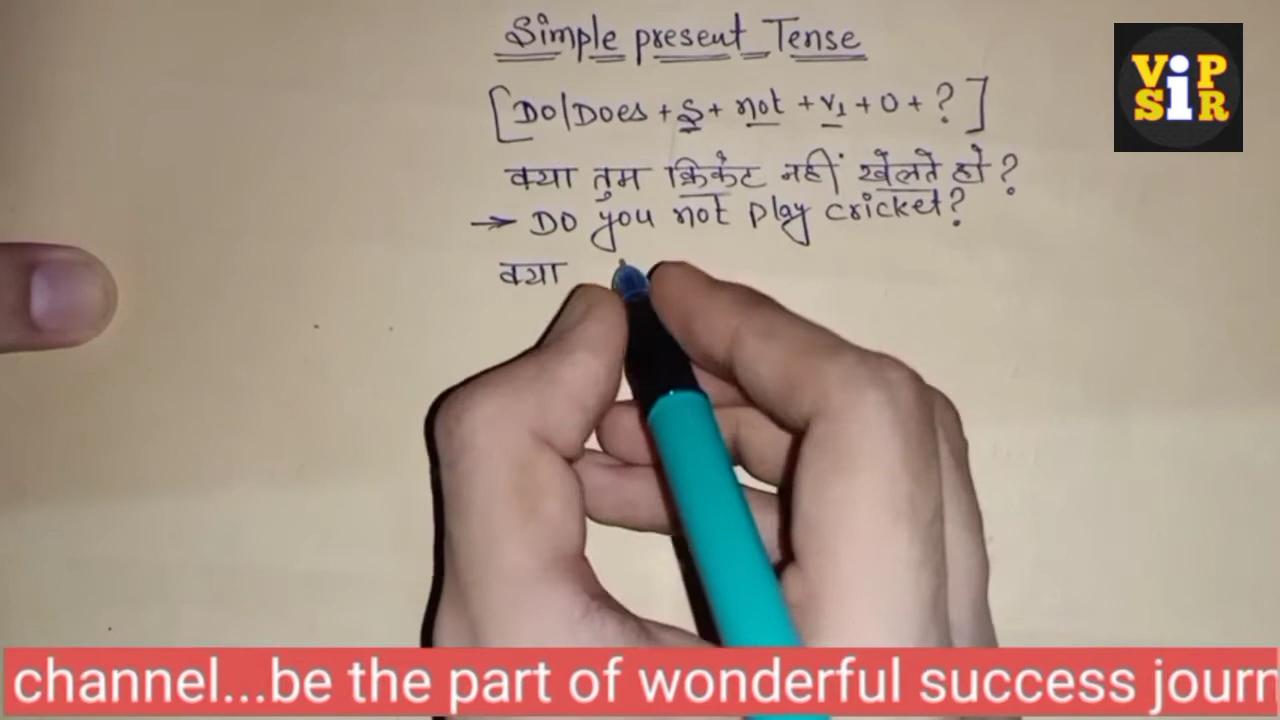 Simple present Tense
[Do/Does + S + not + V1 + O + ?]
क्या तुम क्रिकेट नहीं खेलते हो?
→ Do you not play cricket?
क्या
ViP
SiR
channel...be the part of wonderful success journ